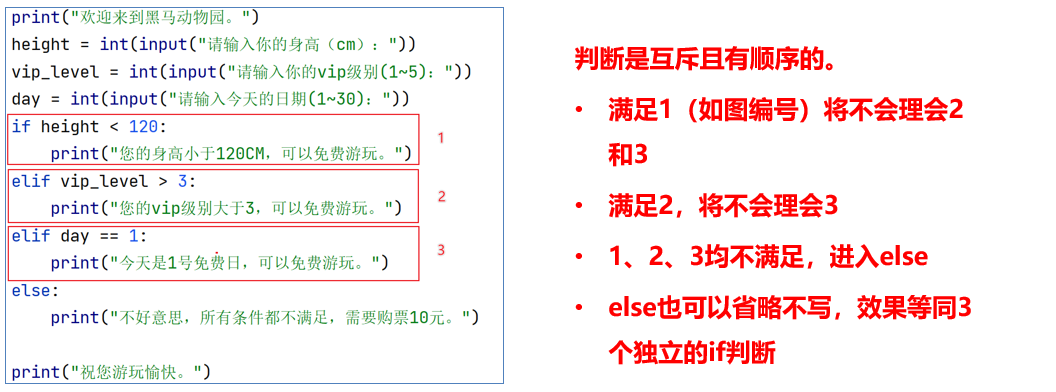 print("欢迎来到黑马动物园。")
height = int(input("请输入你的身高（cm）："))
vip_level = int(input("请输入你的vip级别(1~5)："))
day = int(input("请输入今天的日期(1~30)："))
if height < 120:
    print("您的身高小于120CM，可以免费游玩。")
1
elif vip_level > 3:
    print("您的vip级别大于3，可以免费游玩。")
2
elif day == 1:
    print("今天是1号免费日，可以免费游玩。")
3
else:
    print("不好意思，所有条件都不满足，需要购票10元。")
print("祝您游玩愉快。")
判断是互斥且有顺序的。
• 满足1（如图编号）将不会理会2
和3
• 满足2，将不会理会3
• 1、2、3均不满足，进入else
• else也可以省略不写，效果等同3
个独立的if判断